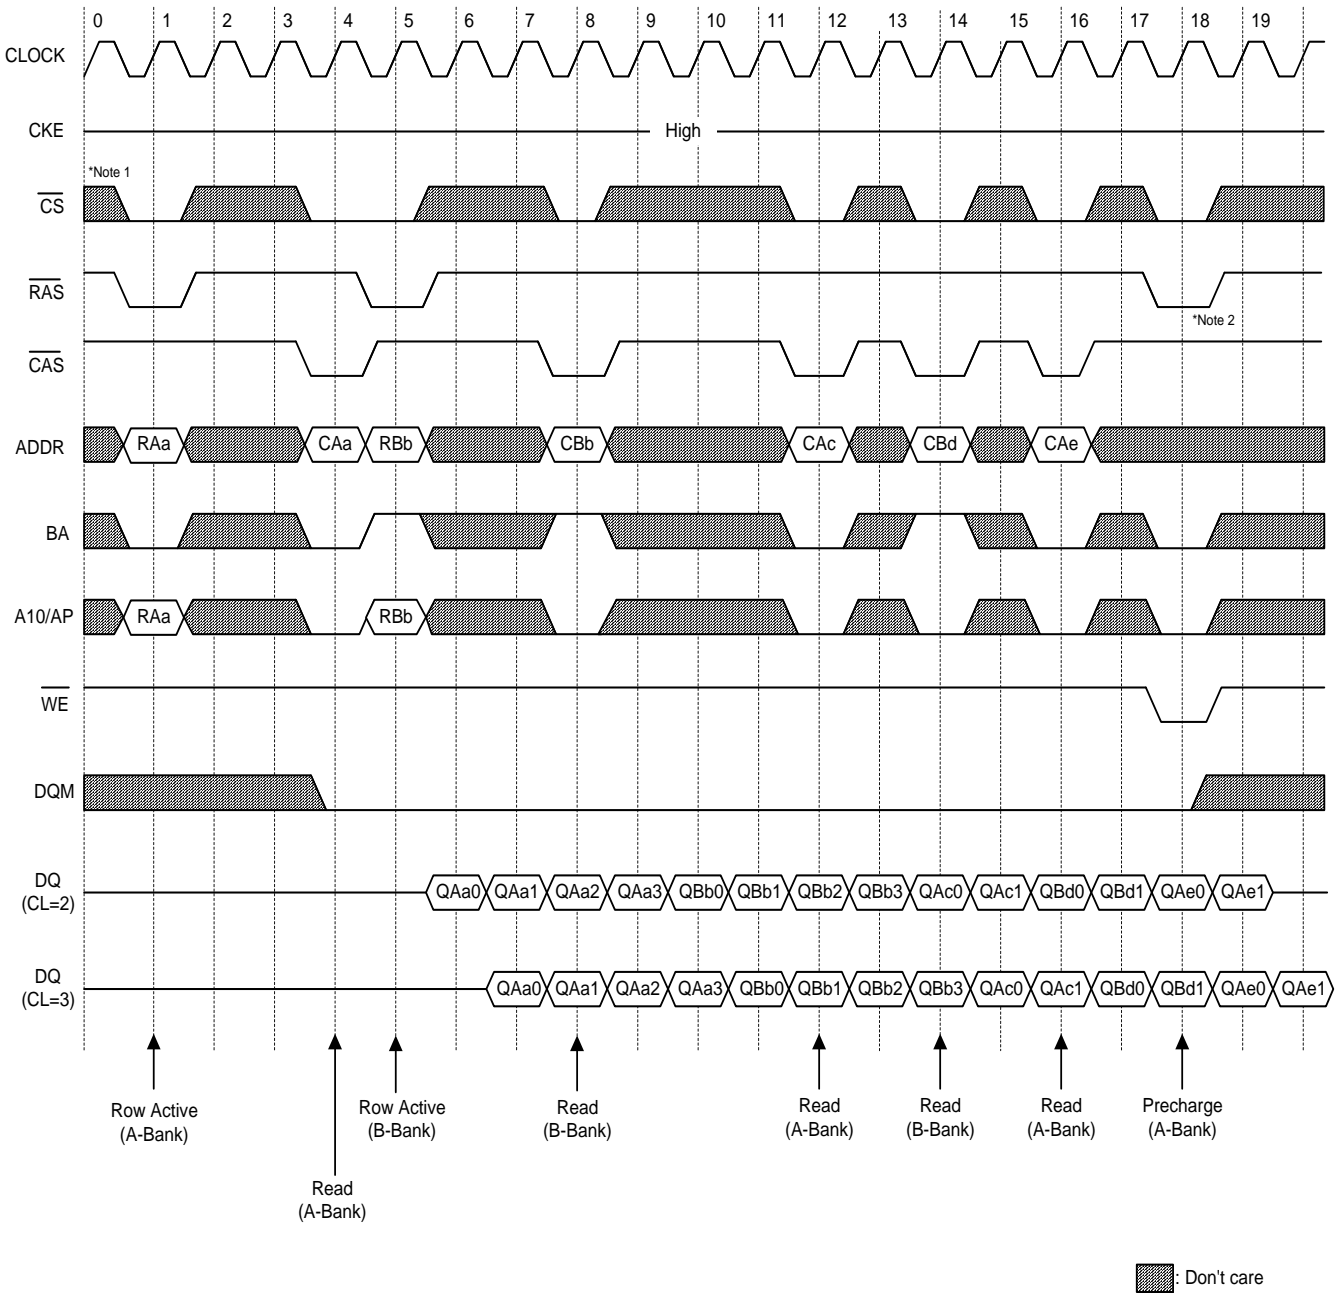 0 1 2 3 4 5 6 7 8 9 10 11 12 13 14 15 16 17 18 19
CLOCK
CKE High
*Note 1
CS
RAS
*Note 2
CAS
ADDR RAa CAa RBb CBb CAc CBd CAe
BA
A10/AP RAa RBb
WE
DQM
DQ
(CL=2)
QAa0 QAa1 QAa2 QAa3 QBb0 QBb1 QBb2 QBb3 QAc0 QAc1 QBd0 QBd1 QAe0 QAe1
DQ
(CL=3)
QAa0 QAa1 QAa2 QAa3 QBb0 QBb1 QBb2 QBb3 QAc0 QAc1 QBd0 QBd1 QAe0 QAe1
Row Active
(A-Bank)
Read
(A-Bank)
Row Active
(B-Bank)
Read
(B-Bank)
Read
(A-Bank)
Read
(B-Bank)
Read
(A-Bank)
Precharge
(A-Bank)
: Don't care